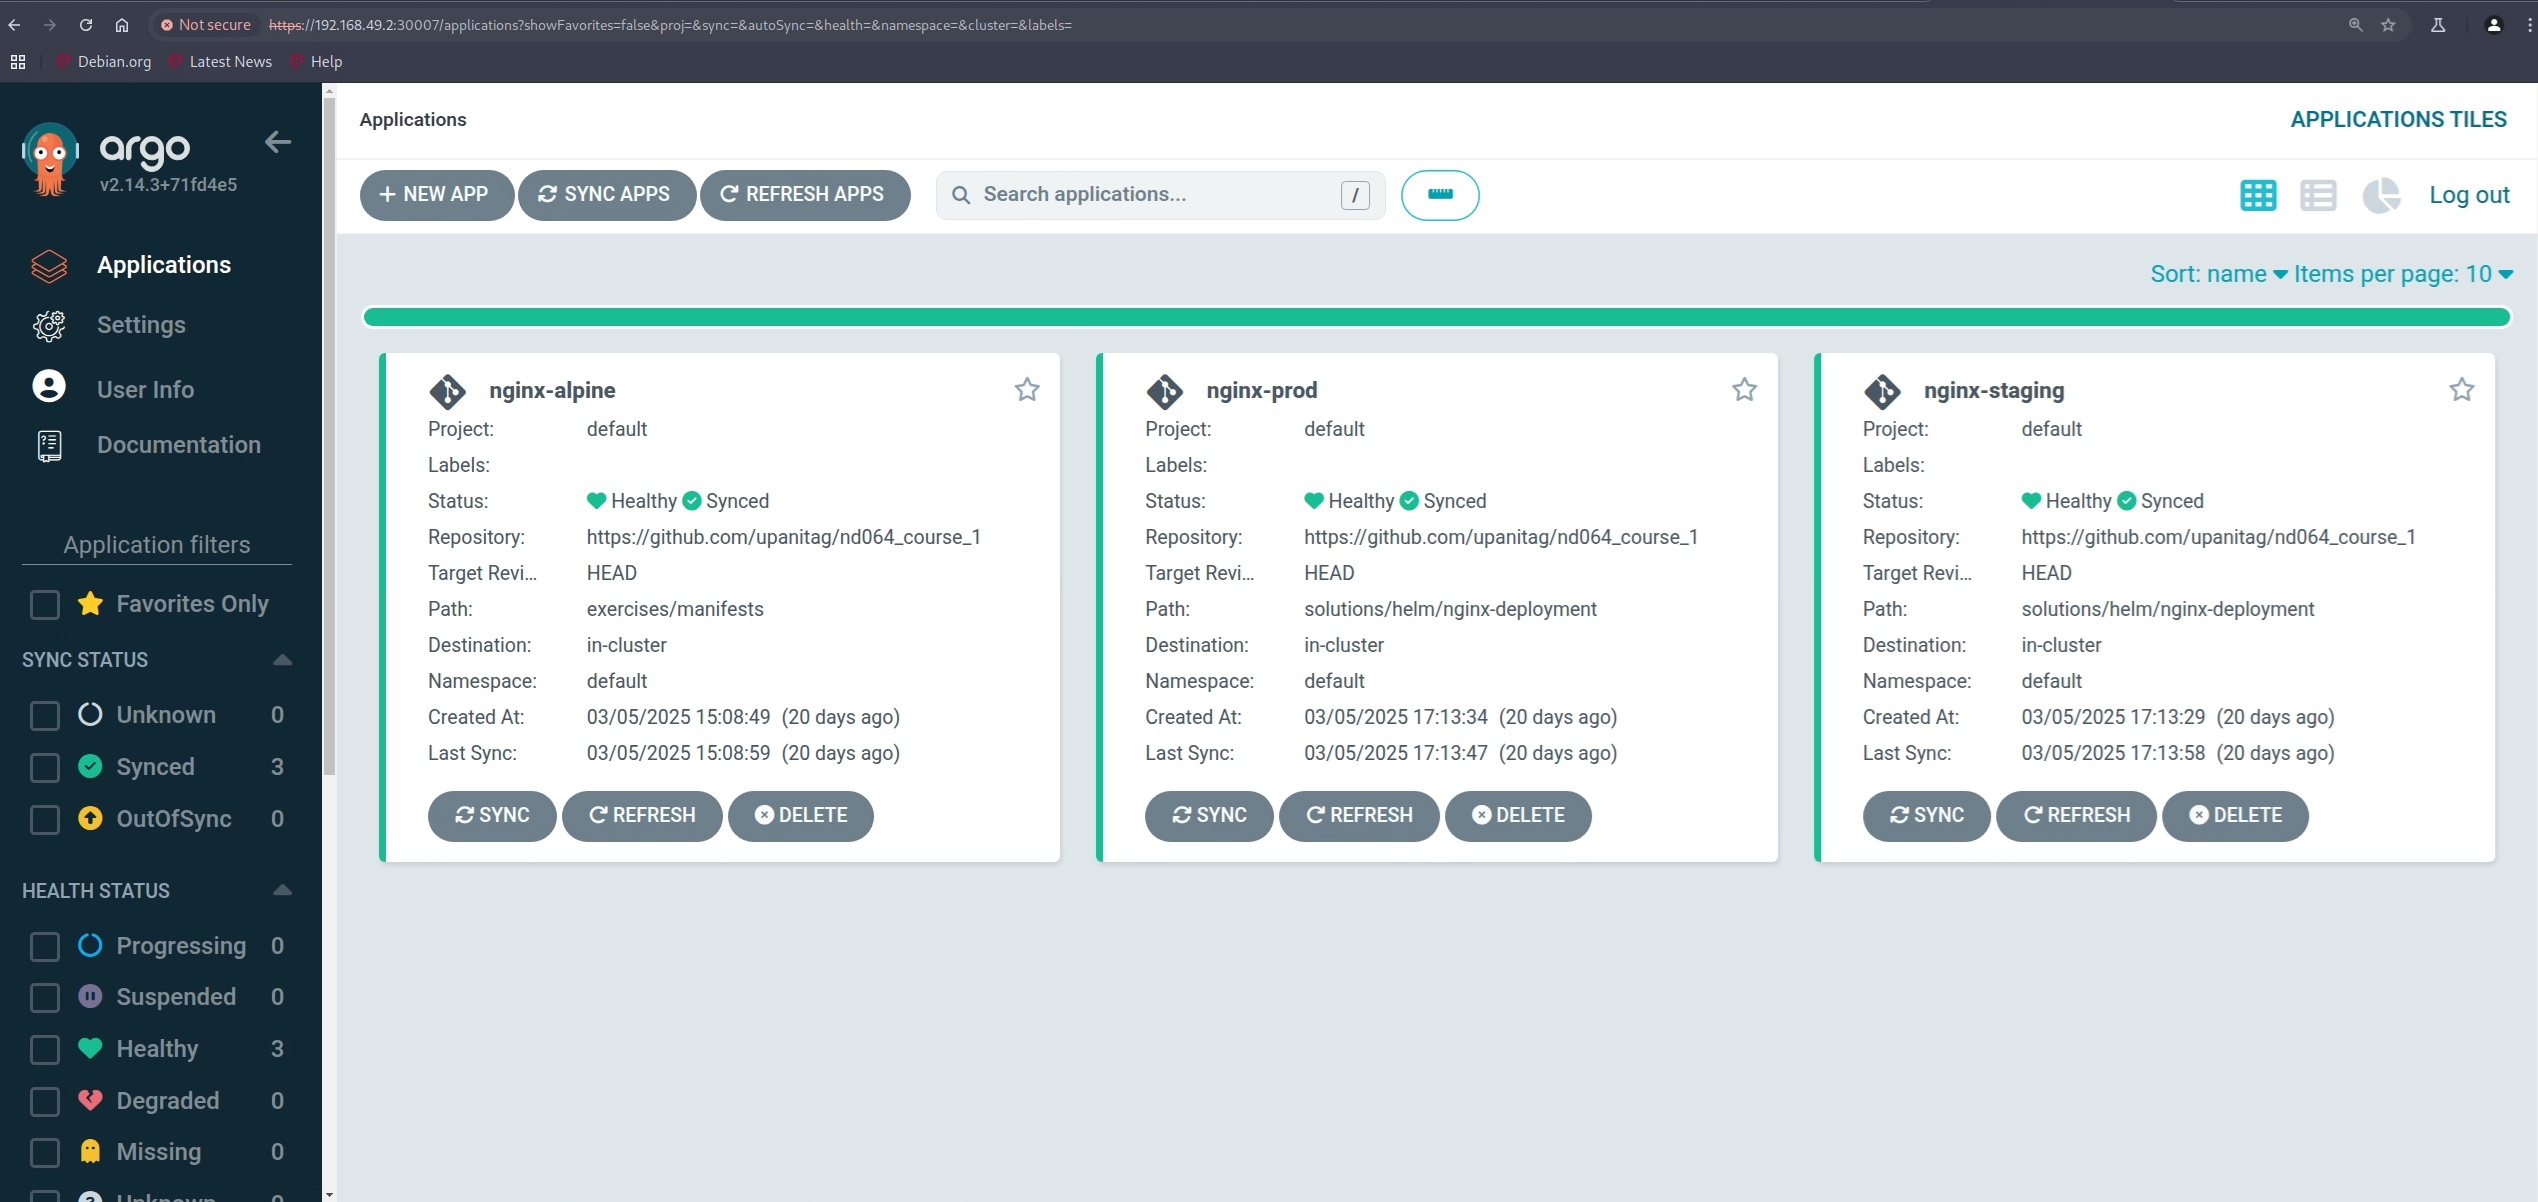 Not secure https://192.168.49.2:30007/applications?showFavorites=false&proj=&sync=&autoSync=&health=&namespace=&cluster=&labels=
Debian.org Latest News Help
argo
v2.14.3+71fd4e5
Applications
Settings
User Info
Documentation
Application filters
Favorites Only
SYNC STATUS
Unknown 0
Synced 3
OutOfSync 0
HEALTH STATUS
Progressing 0
Suspended 0
Healthy 3
Degraded 0
Missing 0
Unknown 0
Applications APPLICATIONS TILES
NEW APP SYNC APPS REFRESH APPS Search applications... / Log out
Sort: name Items per page: 10
nginx-alpine
Project: default
Labels:
Status: Healthy Synced
Repository: https://github.com/upanitag/nd064_course_1
Target Revi... HEAD
Path: exercises/manifests
Destination: in-cluster
Namespace: default
Created At: 03/05/2025 15:08:49 (20 days ago)
Last Sync: 03/05/2025 15:08:59 (20 days ago)
SYNC REFRESH DELETE
nginx-prod
Project: default
Labels:
Status: Healthy Synced
Repository: https://github.com/upanitag/nd064_course_1
Target Revi... HEAD
Path: solutions/helm/nginx-deployment
Destination: in-cluster
Namespace: default
Created At: 03/05/2025 17:13:34 (20 days ago)
Last Sync: 03/05/2025 17:13:47 (20 days ago)
SYNC REFRESH DELETE
nginx-staging
Project: default
Labels:
Status: Healthy Synced
Repository: https://github.com/upanitag/nd064_course_1
Target Revi... HEAD
Path: solutions/helm/nginx-deployment
Destination: in-cluster
Namespace: default
Created At: 03/05/2025 17:13:29 (20 days ago)
Last Sync: 03/05/2025 17:13:58 (20 days ago)
SYNC REFRESH DELETE